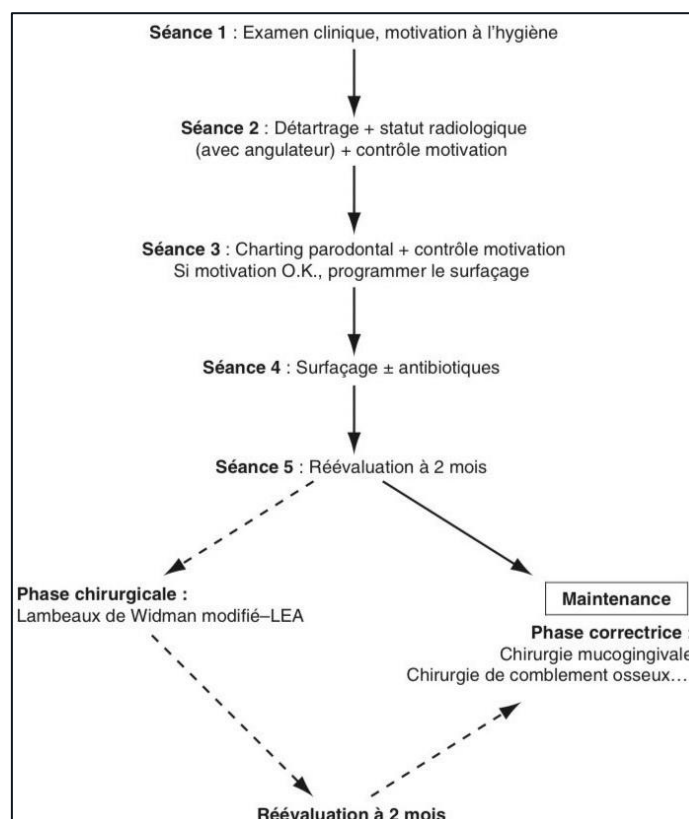 Séance 1 : Examen clinique, motivation à l'hygiène
Séance 2 : Détartrage + statut radiologique
(avec angulateur) + contrôle motivation
Séance 3 : Charting parodontal + contrôle motivation
Si motivation O.K., programmer le surfaçage
Séance 4 : Surfaçage ± antibiotiques
Séance 5 : Réévaluation à 2 mois
Phase chirurgicale :
Lambeaux de Widman modifié–LEA
Maintenance
Phase correctrice :
Chirurgie mucogingivale
Chirurgie de comblement osseux…
Réévaluation à 2 mois